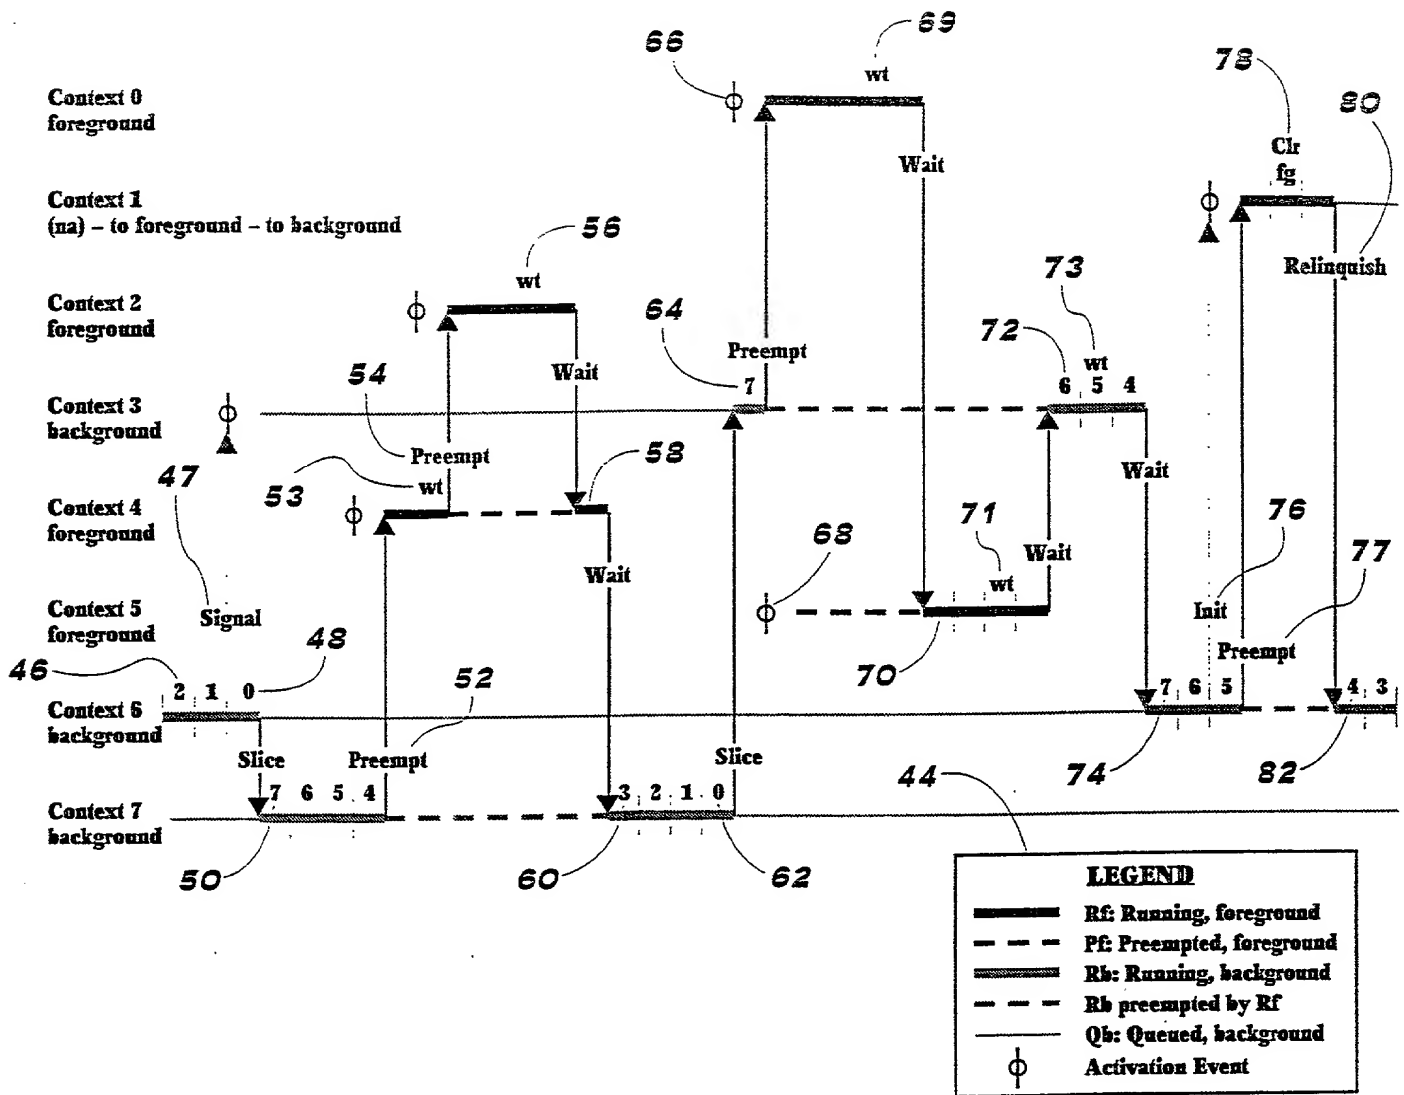 69
66
wt
78
Context 0
foreground
80
Clr
fg
Wait
Context 1
(na) – to foreground – to background
56
Relinquish
wt
73
Context 2
foreground
64
72
wt
Preempt
54
Wait
7
6 5 4
Context 3
background
Preempt
58
47
53
wt
Wait
Context 4
foreground
71
76
68
77
Wait
Wait
wt
Context 5
foreground
Signal
Init
48
Preempt
46
70
2 1 0
52
7 6 5
4 3
Context 6
background
Slice
Preempt
Slice
74
82
44
7 6 5 4
3 2 1 0
Context 7
background
50
60
62
LEGEND
Rf: Running, foreground
Pf: Preempted, foreground
Rb: Running, background
Rb preempted by Rf
Qb: Queued, background
Activation Event